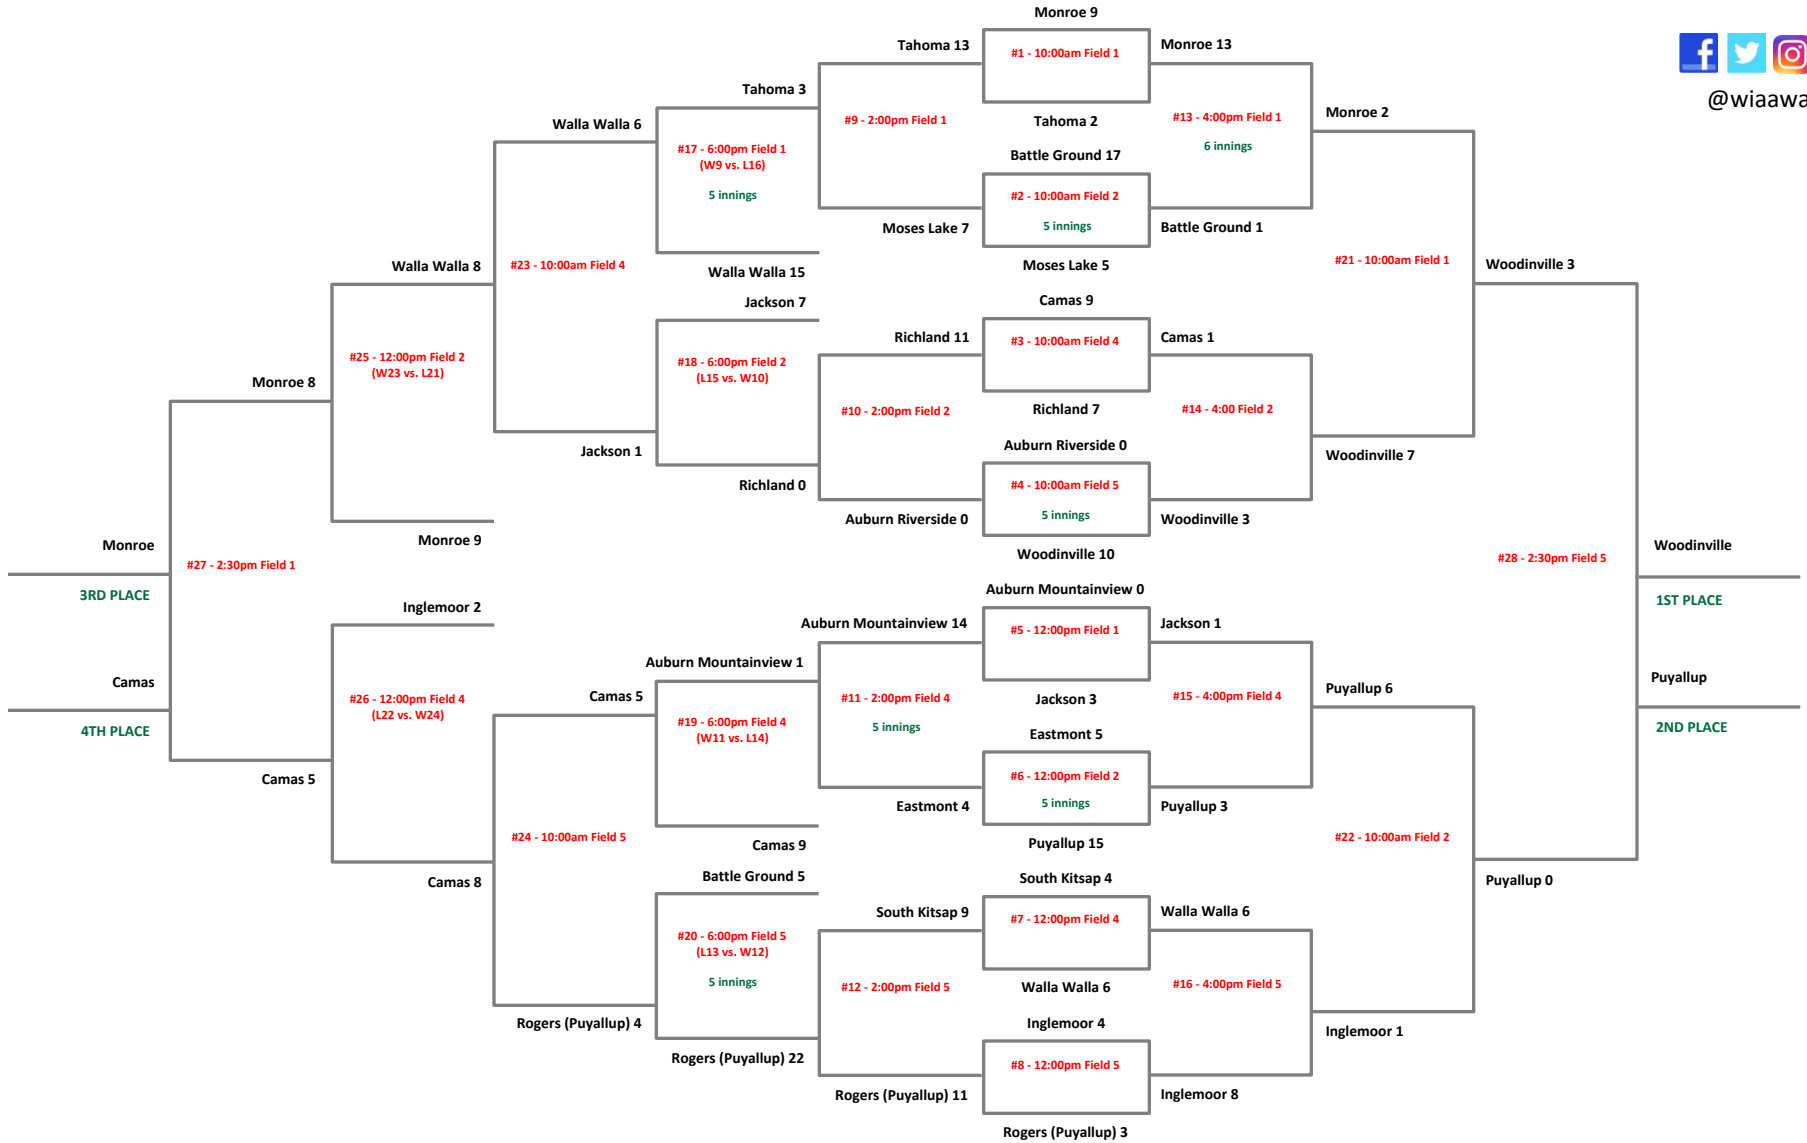 Monroe 9
Tahoma 13
#1 - 10:00am Field 1
Monroe 13
@wiaawa
Tahoma 3
Monroe 2
Walla Walla 6
#9 - 2:00pm Field 1
Tahoma 2
#13 - 4:00pm Field 1
6 innings
#17 - 6:00pm Field 1
(W9 vs. L16)
5 innings
Battle Ground 17
#2 - 10:00am Field 2
5 innings
Moses Lake 7
Battle Ground 1
Walla Walla 8
#23 - 10:00am Field 4
Walla Walla 15
Moses Lake 5
#21 - 10:00am Field 1
Woodinville 3
Jackson 7
Camas 9
Richland 11
#3 - 10:00am Field 4
Camas 1
#25 - 12:00pm Field 2
(W23 vs. L21)
#18 - 6:00pm Field 2
(L15 vs. W10)
Monroe 8
#10 - 2:00pm Field 2
Richland 7
#14 - 4:00 Field 2
Jackson 1
Auburn Riverside 0
Woodinville 7
Richland 0
#4 - 10:00am Field 5
5 innings
Auburn Riverside 0
Woodinville 3
Monroe 9
Woodinville 10
Monroe
#27 - 2:30pm Field 1
#28 - 2:30pm Field 5
Woodinville
3RD PLACE
1ST PLACE
Auburn Mountainview 0
Inglemoor 2
Auburn Mountainview 14
#5 - 12:00pm Field 1
Jackson 1
Auburn Mountainview 1
Camas
Puyallup
Camas 5
#26 - 12:00pm Field 4
(L22 vs. W24)
#11 - 2:00pm Field 4
5 innings
Jackson 3
#15 - 4:00pm Field 4
Puyallup 6
4TH PLACE
2ND PLACE
#19 - 6:00pm Field 4
(W11 vs. L14)
Eastmont 5
Camas 5
#6 - 12:00pm Field 2
5 innings
Eastmont 4
Puyallup 3
#24 - 10:00am Field 5
Camas 9
Puyallup 15
#22 - 10:00am Field 2
Camas 8
Battle Ground 5
South Kitsap 4
Puyallup 0
South Kitsap 9
#7 - 12:00pm Field 4
Walla Walla 6
#20 - 6:00pm Field 5
(L13 vs. W12)
5 innings
#12 - 2:00pm Field 5
Walla Walla 6
#16 - 4:00pm Field 5
Rogers (Puyallup) 4
Inglemoor 4
Inglemoor 1
Rogers (Puyallup) 22
#8 - 12:00pm Field 5
Rogers (Puyallup) 11
Inglemoor 8
Rogers (Puyallup) 3